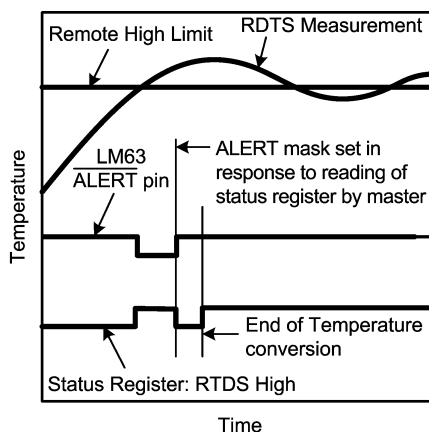 RDTS Measurement
Remote High Limit
LM63
ALERT pin
ALERT mask set in
response to reading of
status register by master
Temperature
End of Temperature
conversion
Status Register: RTDS High
Time